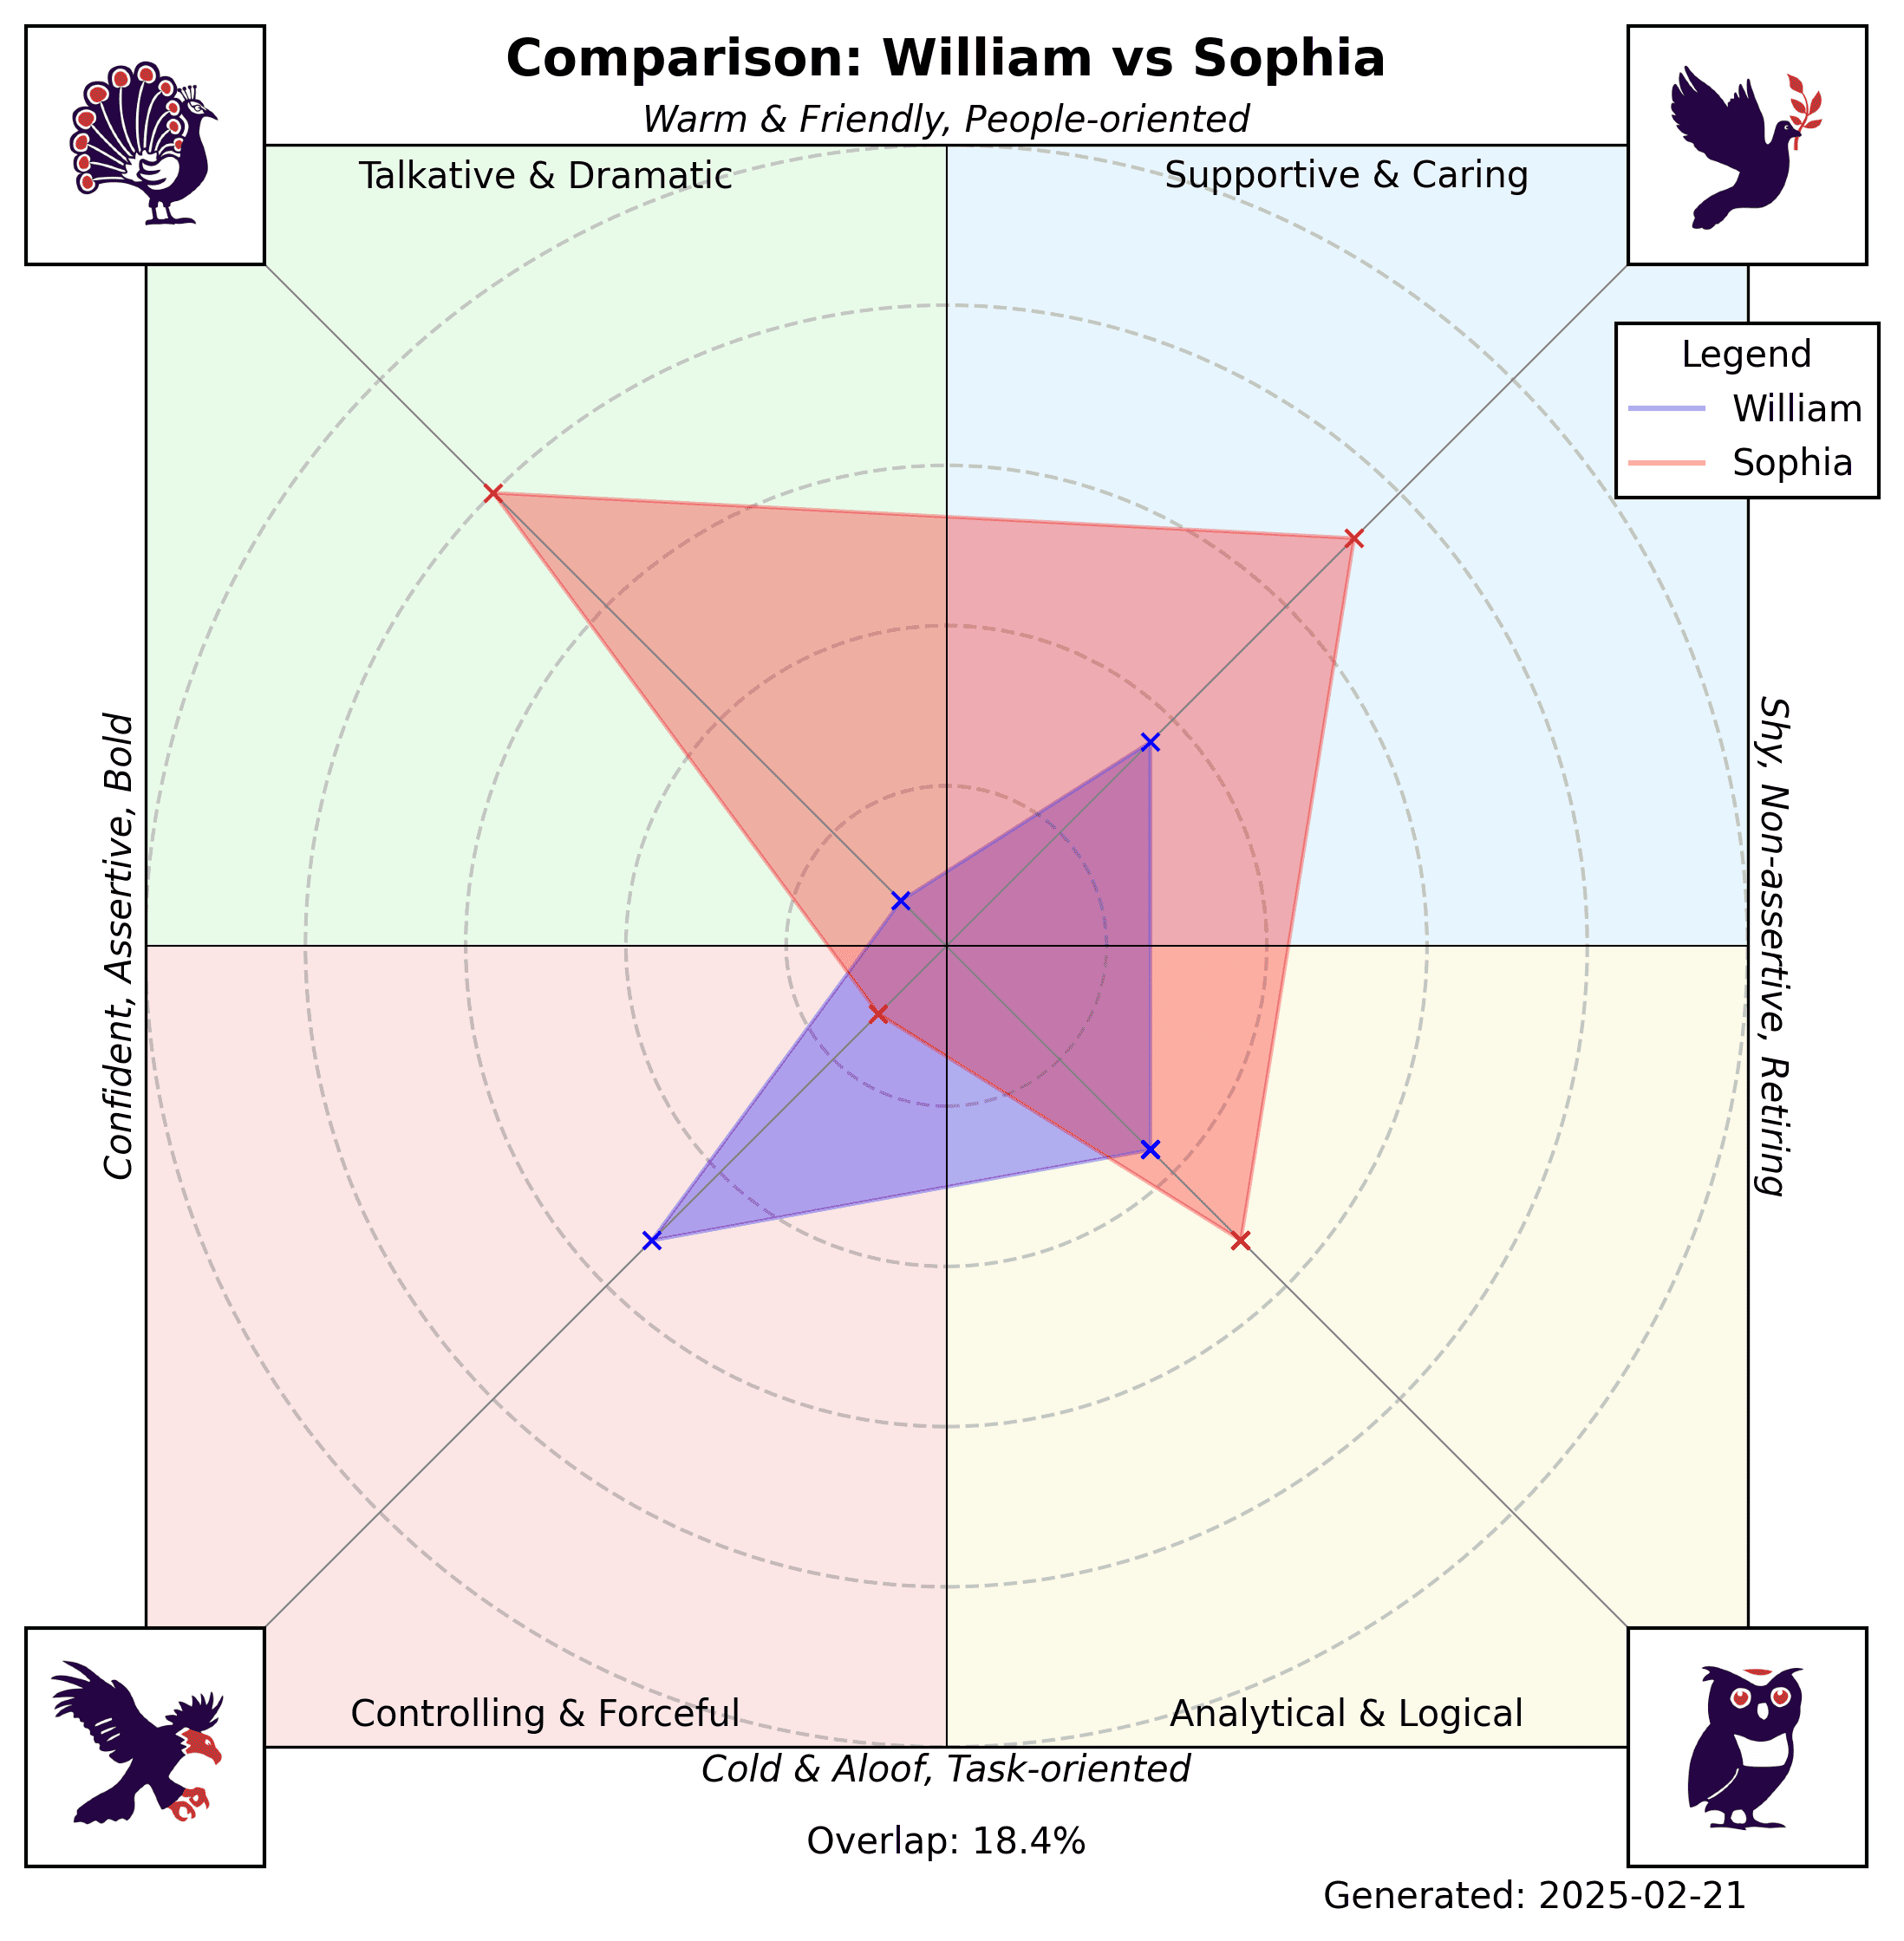 Comparison: William vs Sophia
Warm & Friendly, People-oriented
Talkative & Dramatic
Supportive & Caring
Legend
William
Sophia
Confident, Assertive, Bold
Shy, Non-assertive, Retiring
Controlling & Forceful
Analytical & Logical
Cold & Aloof, Task-oriented
Overlap: 18.4%
Generated: 2025-02-21